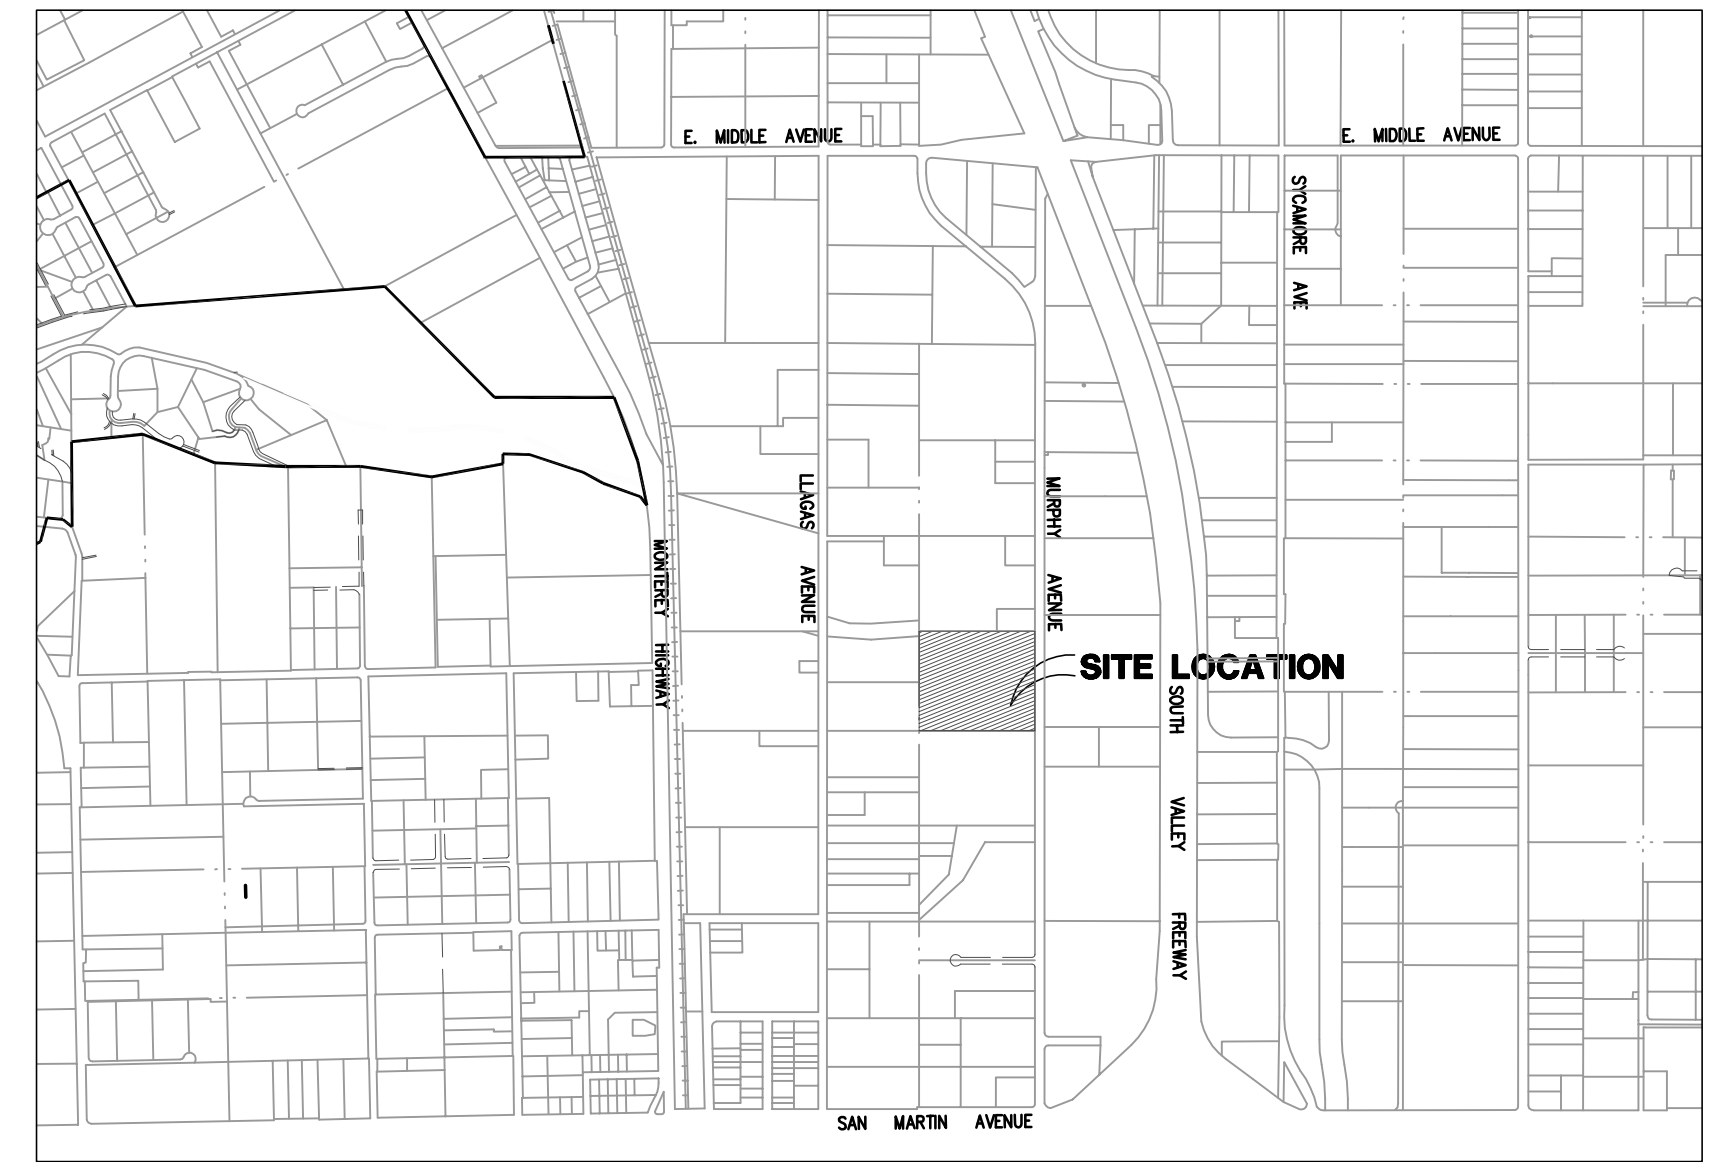 E. MIDDLE AVENUE
E. MIDDLE AVENUE
SYCAMORE AVE
LLAGAS AVENUE
MURPHY AVENUE
MONTEREY HIGHWAY
SITE LOCATION
SOUTH VALLEY FREEWAY
SAN MARTIN AVENUE